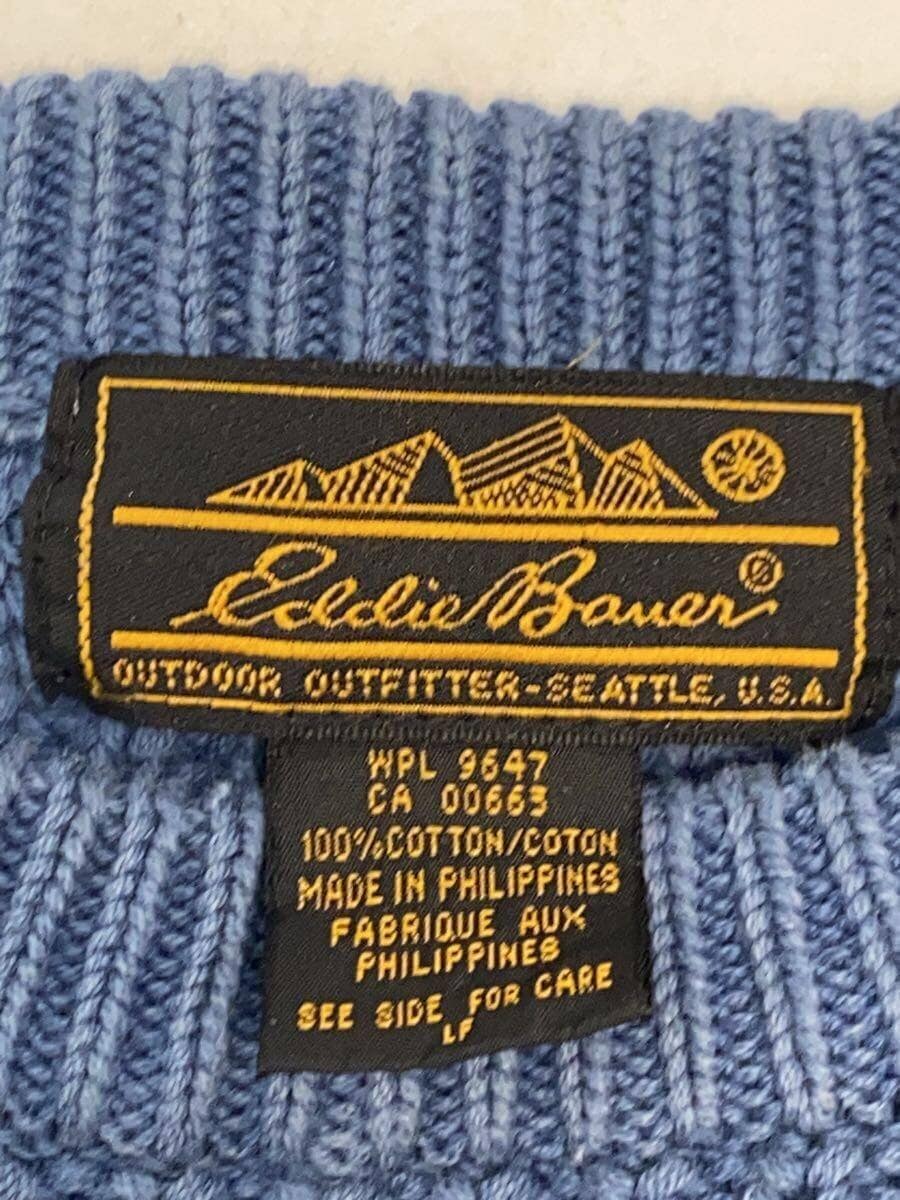 Eddie Bauer®
OUTDOOR OUTFITTER-SEATTLE, U.S.A.
WPL 9647
CA 00663
100% COTTON/COTON
MADE IN PHILIPPINES
FABRIQUE AUX
PHILIPPINES
SEE SIDE FOR CARE
LF